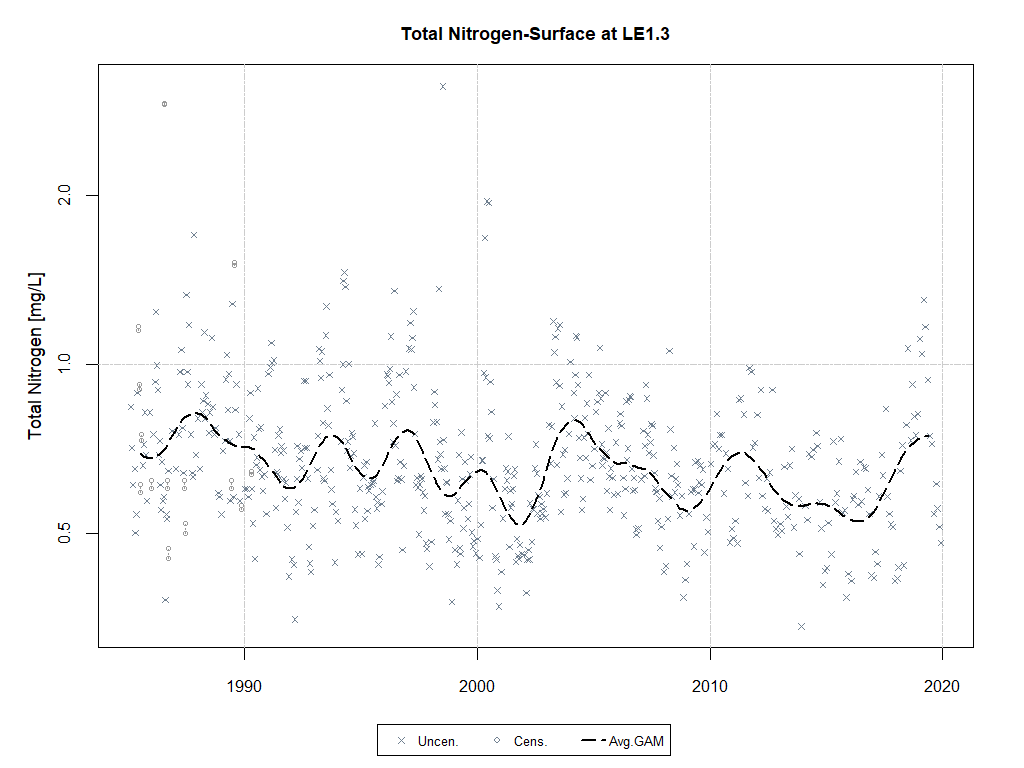 Total Nitrogen-Surface at LE1.3
Total Nitrogen [mg/L]
2.0
1.0
0.5
1990 2000 2010 2020
Uncen. Cens. Avg.GAM